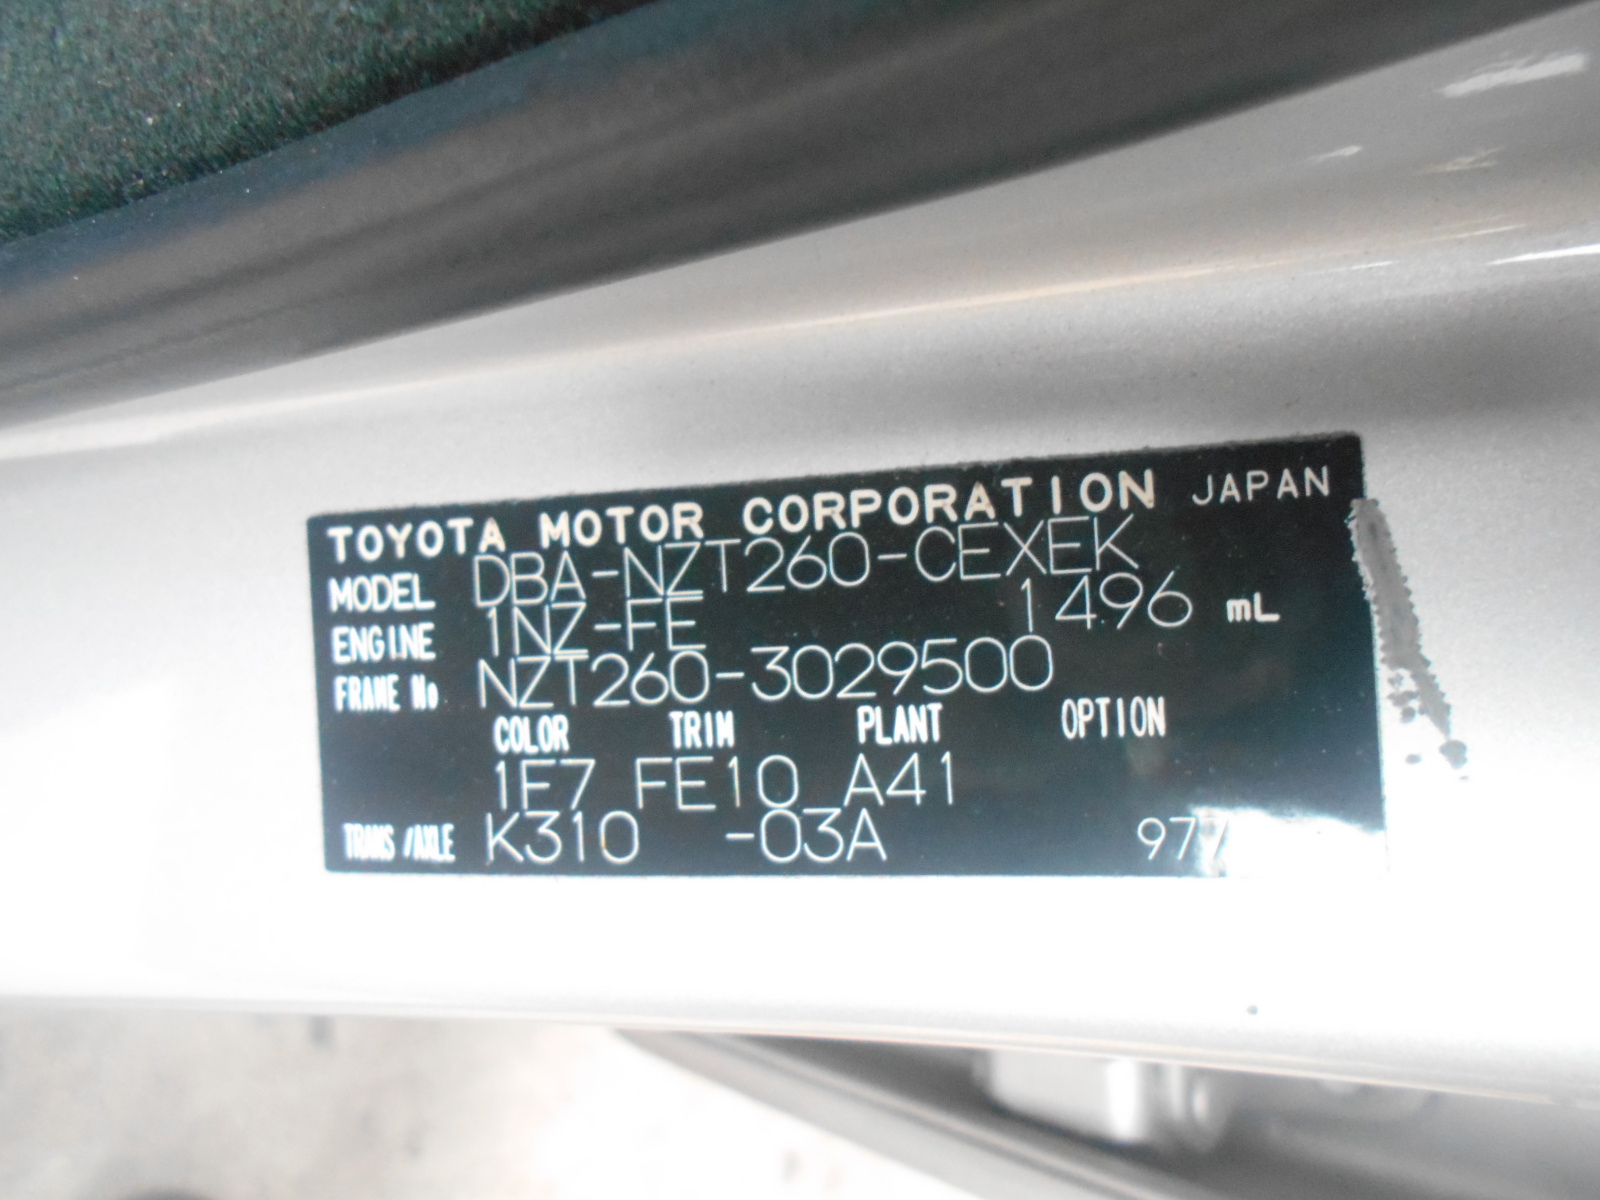 TOYOTA MOTOR CORPORATION JAPAN
MODEL DBA-NZT260-CEXEK
ENGINE 1NZ-FE 1496 mL
FRAME No. NZT260-3029500
COLOR TRIM PLANT OPTION
1F7 FE10 A41
TRANS/AXLE K310 -03A 977